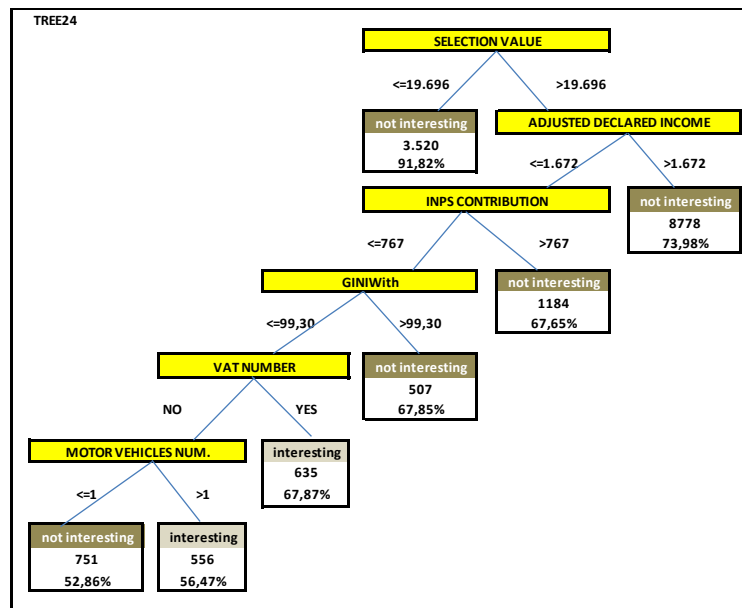 TREE24
SELECTION VALUE
<=19.696
>19.696
not interesting
3.520
91,82%
ADJUSTED DECLARED INCOME
<=1.672
>1.672
INPS CONTRIBUTION
not interesting
8778
73,98%
<=767
>767
GINIWith
not interesting
1184
67,65%
<=99,30
>99,30
VAT NUMBER
not interesting
507
67,85%
NO
YES
MOTOR VEHICLES NUM.
interesting
635
67,87%
<=1
>1
not interesting
751
52,86%
interesting
556
56,47%